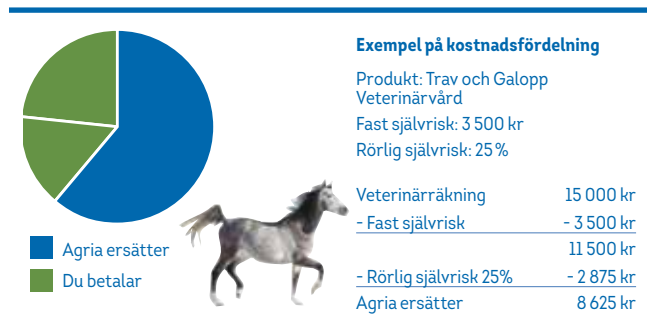 Exempel på kostnadsfördelning
Produkt: Trav och Galopp
Veterinärvård
Fast självrisk: 3 500 kr
Rörlig självrisk: 25 %
Veterinärräkning 15 000 kr
- Fast självrisk - 3 500 kr
11 500 kr
- Rörlig självrisk 25% - 2 875 kr
Agria ersätter 8 625 kr
Agria ersätter
Du betalar